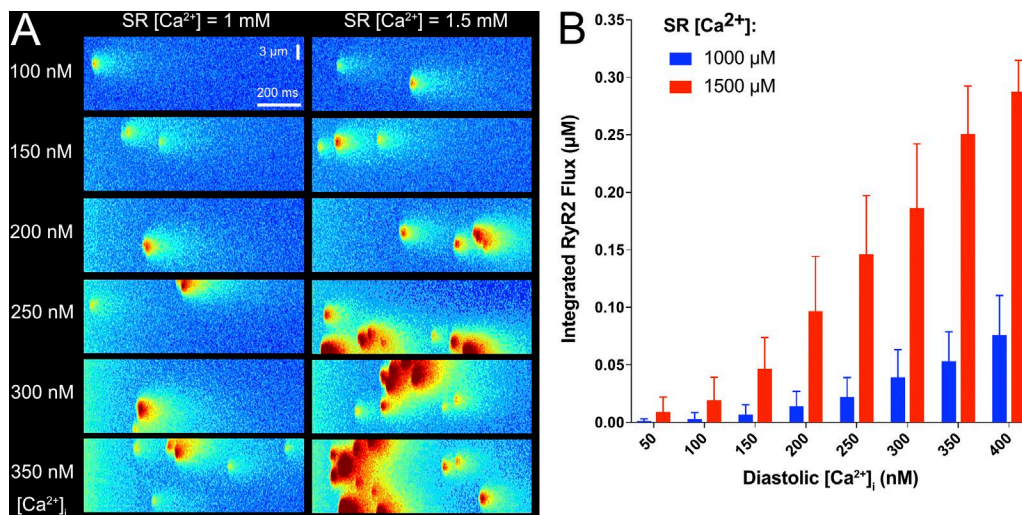 A
SR [Ca²⁺] = 1 mM
SR [Ca²⁺] = 1.5 mM
100 nM
3 µm
200 ms
150 nM
200 nM
250 nM
300 nM
350 nM
[Ca²⁺]ᵢ
B
SR [Ca²⁺]:
1000 µM
1500 µM
Integrated RyR2 Flux (µM)
0.35
0.30
0.25
0.20
0.15
0.10
0.05
0.00
50
100
150
200
250
300
350
400
Diastolic [Ca²⁺]ᵢ (nM)